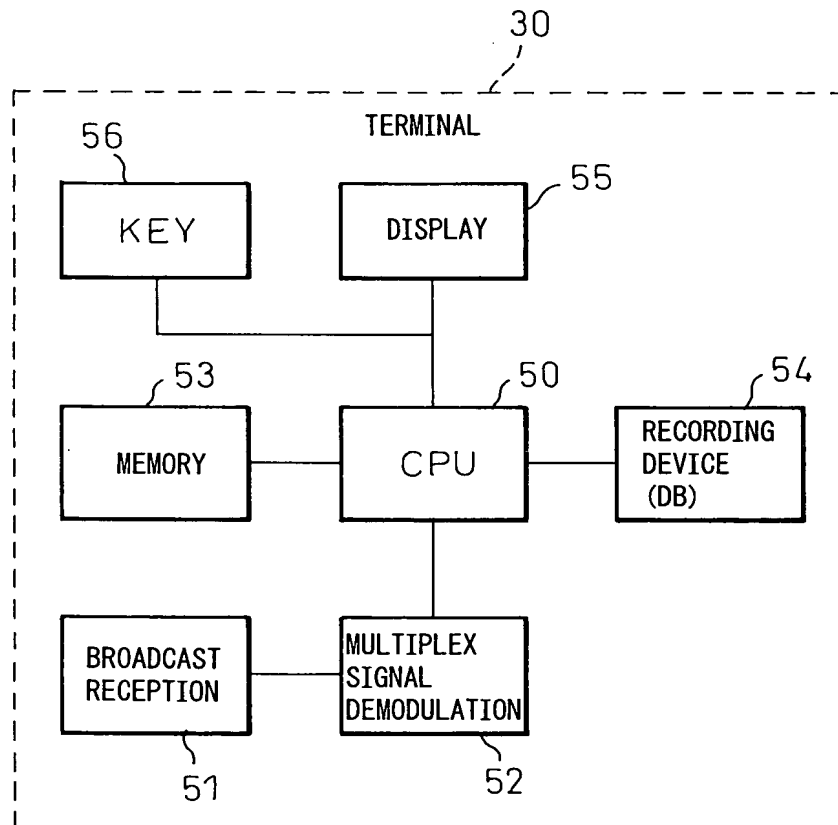 30
TERMINAL
56
KEY
55
DISPLAY
53
MEMORY
50
CPU
54
RECORDING
DEVICE
(DB)
BROADCAST
RECEPTION
51
MULTIPLEX
SIGNAL
DEMODULATION
52